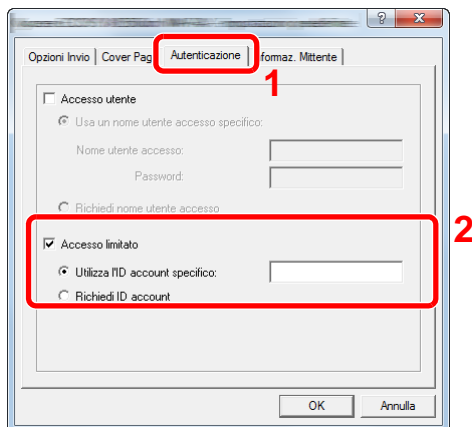 Opzioni Invio Cover Pag Autenticazione formaz. Mittente
1
Accesso utente
Usa un nome utente accesso specifico:
Nome utente accesso:
Password:
Richiedi nome utente accesso
2
Accesso limitato
Utilizza l'ID account specifico:
Richiedi ID account
OK Annulla